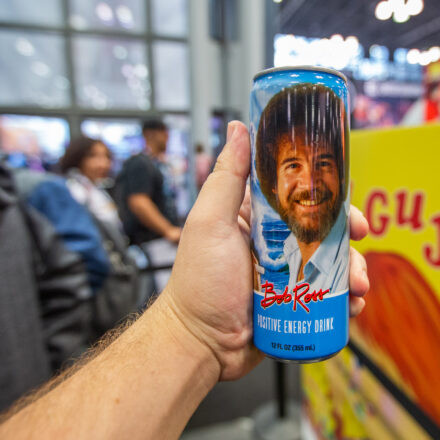 Bob Ross
POSITIVE ENERGY DRINK
12 FL OZ (355 mL)